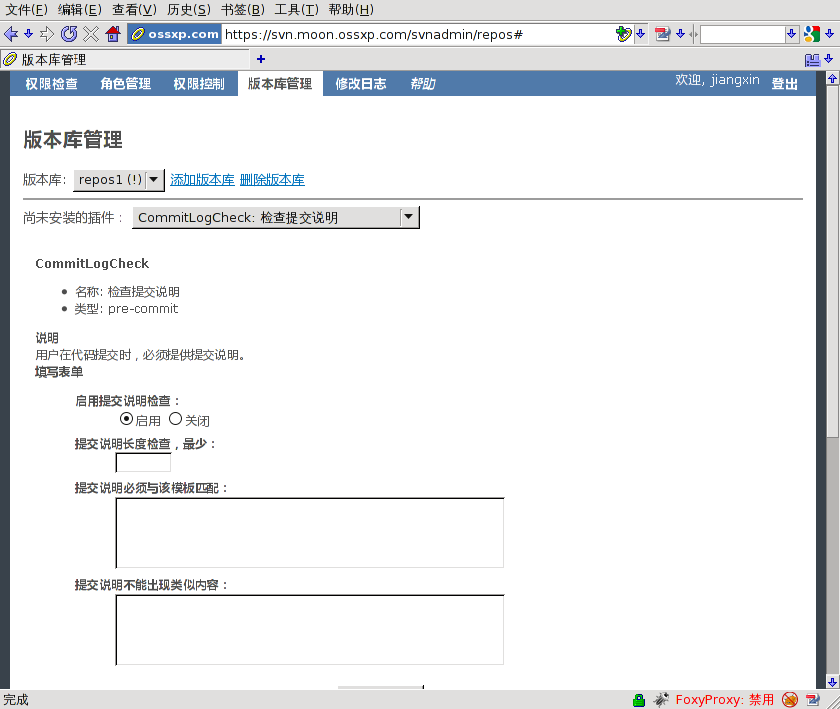 文件(F) 编辑(E) 查看(V) 历史(S) 书签(B) 工具(T) 帮助(H)
ossxp.com https://svn.moon.ossxp.com/svnadmin/repos#
版本库管理
权限检查 角色管理 权限控制 版本库管理 修改日志 帮助 欢迎, jiangxin 登出
版本库管理
版本库: repos1 (!) 添加版本库 删除版本库
尚未安装的插件： CommitLogCheck: 检查提交说明
CommitLogCheck
• 名称: 检查提交说明
• 类型: pre-commit
说明
用户在代码提交时，必须提供提交说明。
填写表单
启用提交说明检查：
启用 关闭
提交说明长度检查，最少：
提交说明必须与该模板匹配：
提交说明不能出现类似内容：
完成 FoxyProxy: 禁用